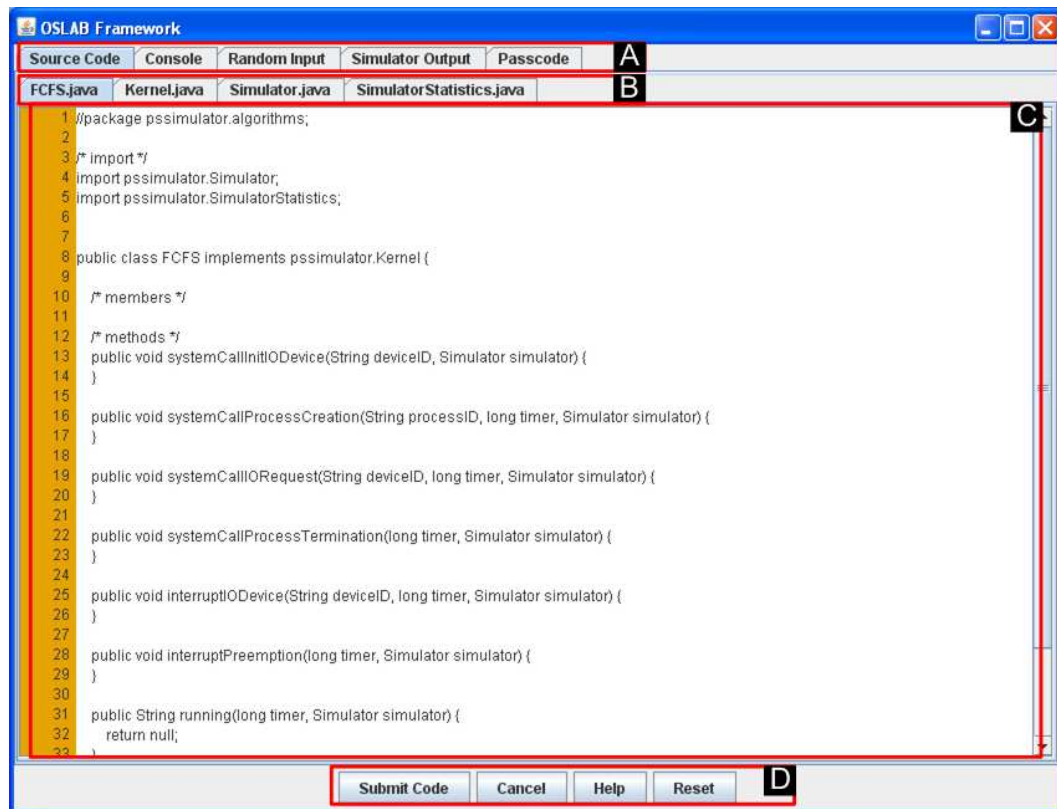 OSLAB Framework
Source Code Console Random Input Simulator Output Passcode A
FCFS.java Kernel.java Simulator.java SimulatorStatistics.java B
C
1 //package pssimulator.algorithms;
2
3 /* import */
4 import pssimulator.Simulator;
5 import pssimulator.SimulatorStatistics;
6
7
8 public class FCFS implements pssimulator.Kernel {
9
10 /* members */
11
12 /* methods */
13 public void systemCallInitIODevice(String deviceID, Simulator simulator) {
14 }
15
16 public void systemCallProcessCreation(String processID, long timer, Simulator simulator) {
17 }
18
19 public void systemCallIORequest(String deviceID, long timer, Simulator simulator) {
20 }
21
22 public void systemCallProcessTermination(long timer, Simulator simulator) {
23 }
24
25 public void interruptIODevice(String deviceID, long timer, Simulator simulator) {
26 }
27
28 public void interruptPreemption(long timer, Simulator simulator) {
29 }
30
31 public String running(long timer, Simulator simulator) {
32 return null;
33 }
Submit Code Cancel Help Reset D